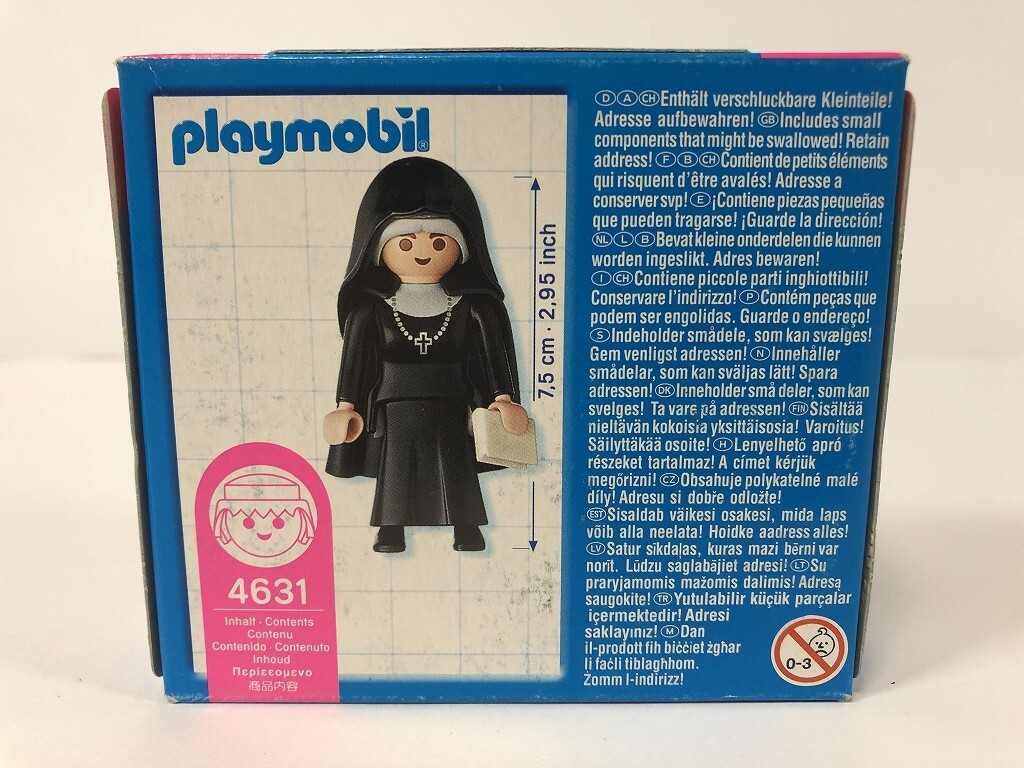 playmobil®
7,5 cm · 2,95 inch
4631
Inhalt · Contents
Contenu
Contenido · Contenuto
Inhoud
Περιεεομενο
商品内容
D A CH Enthält verschluckbare Kleinteile!
Adresse aufbewahren! GB Includes small
components that might be swallowed! Retain
address! F B CH Contient de petits éléments
qui risquent d'être avalés! Adresse a
conserver svp! E ¡Contiene piezas pequeñas
que pueden tragarse! ¡Guarde la dirección!
NL L B Bevat kleine onderdelen die kunnen
worden ingeslikt. Adres bewaren!
I CH Contiene piccole parti inghiottibili!
Conservare l'indirizzo! P Contém peças que
podem ser engolidas. Guarde o endereço!
S Indeholder smådele, som kan svælges!
Gem venligst adressen! N Innehåller
smådelar, som kan sväljas lätt! Spara
adressen! DK Inneholder små deler, som kan
svelges! Ta vare på adressen! FIN Sisältää
nieltävän kokoisia yksittäisosia! Varoitus!
Säilyttäkää osoite! H Lenyelhető apró
részeket tartalmaz! A címet kérjük
megőrizni! CZ Obsahuje polykatelné malé
díly! Adresu si dobře odložte!
EST Sisaldab väikesi osakesi, mida laps
võib alla neelata! Hoidke aadress alles!
LV Satur sīkdaļas, kuras mazi bērni var
norīt. Lūdzu saglabājiet adresi! LT Su
praryjamomis mažomis dalimis! Adresą
saugokite! TR Yutulabilir küçük parçalar
içermektedir! Adresi
saklayınız! M Dan
il-prodott fih biċċiet żgħar
li faċli tiblagħhom.
Żomm l-indirizz!
0-3